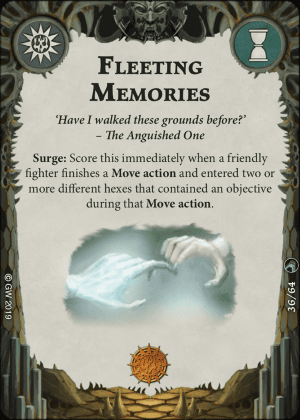 Fleeting
Memories
‘Have I walked these grounds before?’
– The Anguished One
Surge: Score this immediately when a friendly
fighter finishes a Move action and entered two or
more different hexes that contained an objective
during that Move action.
© GW 2019
36/64